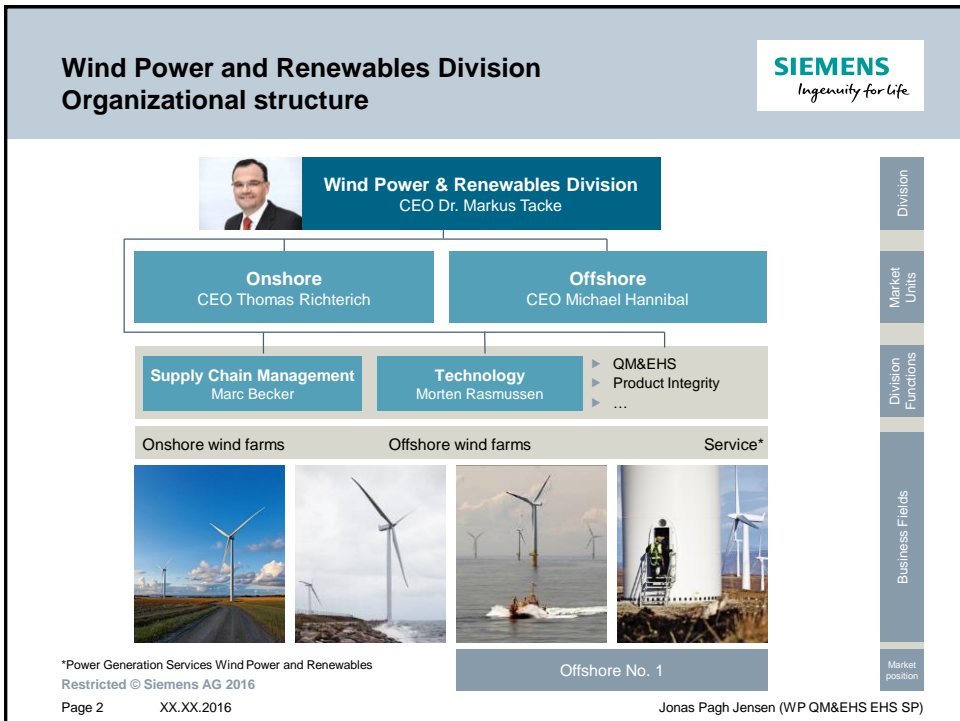 Wind Power and Renewables Division
Organizational structure
SIEMENS
Ingenuity for life
Wind Power & Renewables Division
CEO Dr. Markus Tacke
Division
Onshore
CEO Thomas Richterich
Offshore
CEO Michael Hannibal
Market
Units
Supply Chain Management
Marc Becker
Technology
Morten Rasmussen
QM&EHS
Product Integrity
…
Division
Functions
Onshore wind farms
Offshore wind farms
Service*
Business Fields
*Power Generation Services Wind Power and Renewables
Offshore No. 1
Market
position
Restricted © Siemens AG 2016
Page 2
XX.XX.2016
Jonas Pagh Jensen (WP QM&EHS EHS SP)